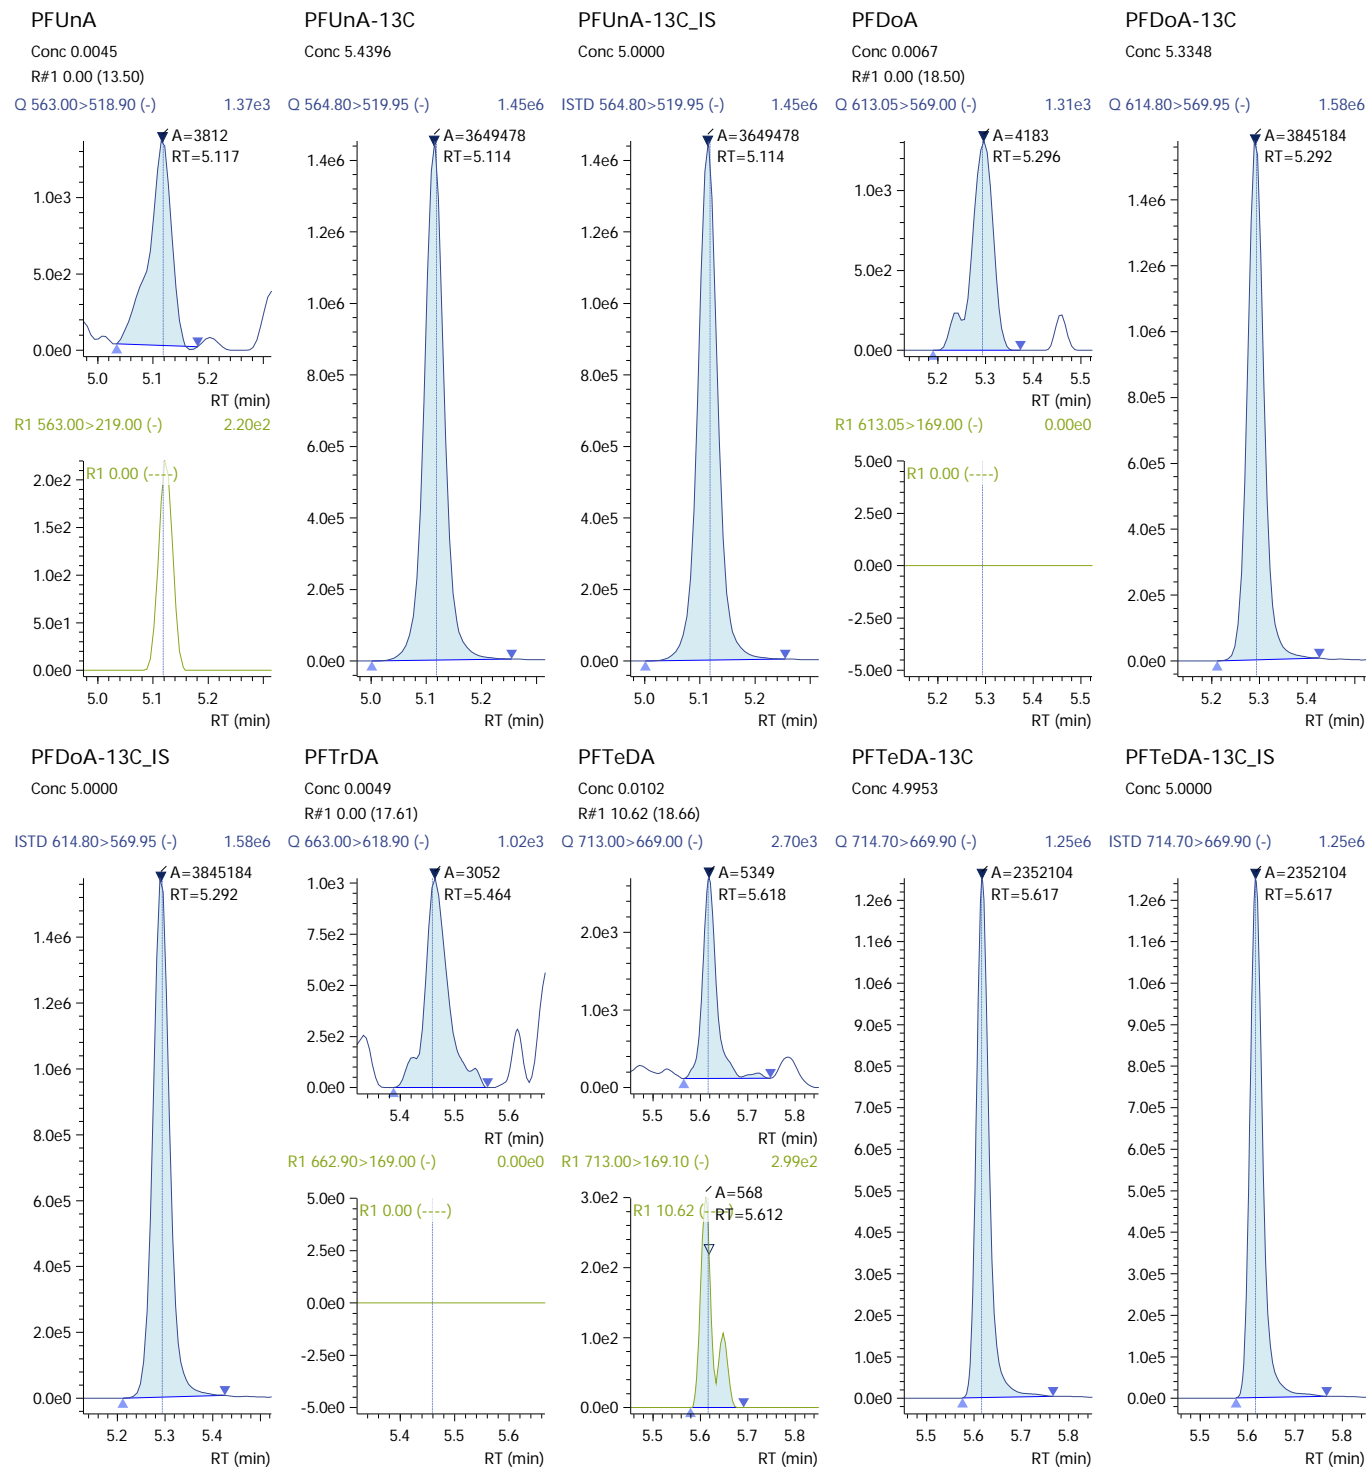 PFUnA
Conc 0.0045
R#1 0.00 (13.50)
Q 563.00>518.90 (-) 1.37e3
A=3812
RT=5.117
1.0e3
5.0e2
0.0e0
5.0 5.1 5.2
RT (min)
R1 563.00>219.00 (-) 2.20e2
R1 0.00 (----)
2.0e2
1.5e2
1.0e2
5.0e1
0.0e0
5.0 5.1 5.2
RT (min)
PFUnA-13C
Conc 5.4396
Q 564.80>519.95 (-) 1.45e6
A=3649478
RT=5.114
1.4e6
1.2e6
1.0e6
8.0e5
6.0e5
4.0e5
2.0e5
0.0e0
5.0 5.1 5.2
RT (min)
PFUnA-13C_IS
Conc 5.0000
ISTD 564.80>519.95 (-) 1.45e6
A=3649478
RT=5.114
1.4e6
1.2e6
1.0e6
8.0e5
6.0e5
4.0e5
2.0e5
0.0e0
5.0 5.1 5.2
RT (min)
PFDoA
Conc 0.0067
R#1 0.00 (18.50)
Q 613.05>569.00 (-) 1.31e3
A=4183
RT=5.296
1.0e3
5.0e2
0.0e0
5.2 5.3 5.4 5.5
RT (min)
R1 613.05>169.00 (-) 0.00e0
R1 0.00 (----)
5.0e0
2.5e0
0.0e0
-2.5e0
-5.0e0
5.2 5.3 5.4 5.5
RT (min)
PFDoA-13C
Conc 5.3348
Q 614.80>569.95 (-) 1.58e6
A=3845184
RT=5.292
1.4e6
1.2e6
1.0e6
8.0e5
6.0e5
4.0e5
2.0e5
0.0e0
5.2 5.3 5.4
RT (min)
PFDoA-13C_IS
Conc 5.0000
ISTD 614.80>569.95 (-) 1.58e6
A=3845184
RT=5.292
1.4e6
1.2e6
1.0e6
8.0e5
6.0e5
4.0e5
2.0e5
0.0e0
5.2 5.3 5.4
RT (min)
PFTrDA
Conc 0.0049
R#1 0.00 (17.61)
Q 663.00>618.90 (-) 1.02e3
A=3052
RT=5.464
1.0e3
7.5e2
5.0e2
2.5e2
0.0e0
5.4 5.5 5.6
RT (min)
R1 662.90>169.00 (-) 0.00e0
R1 0.00 (----)
5.0e0
2.5e0
0.0e0
-2.5e0
-5.0e0
5.4 5.5 5.6
RT (min)
PFTeDA
Conc 0.0102
R#1 10.62 (18.66)
Q 713.00>669.00 (-) 2.70e3
A=5349
RT=5.618
2.0e3
1.0e3
0.0e0
5.5 5.6 5.7 5.8
RT (min)
R1 713.00>169.10 (-) 2.99e2
A=568
R1 10.62 (----)
RT=5.612
3.0e2
2.0e2
1.0e2
0.0e0
5.5 5.6 5.7 5.8
RT (min)
PFTeDA-13C
Conc 4.9953
Q 714.70>669.90 (-) 1.25e6
A=2352104
RT=5.617
1.2e6
1.1e6
1.0e6
9.0e5
8.0e5
7.0e5
6.0e5
5.0e5
4.0e5
3.0e5
2.0e5
1.0e5
0.0e0
5.5 5.6 5.7 5.8
RT (min)
PFTeDA-13C_IS
Conc 5.0000
ISTD 714.70>669.90 (-) 1.25e6
A=2352104
RT=5.617
1.2e6
1.1e6
1.0e6
9.0e5
8.0e5
7.0e5
6.0e5
5.0e5
4.0e5
3.0e5
2.0e5
1.0e5
0.0e0
5.5 5.6 5.7 5.8
RT (min)